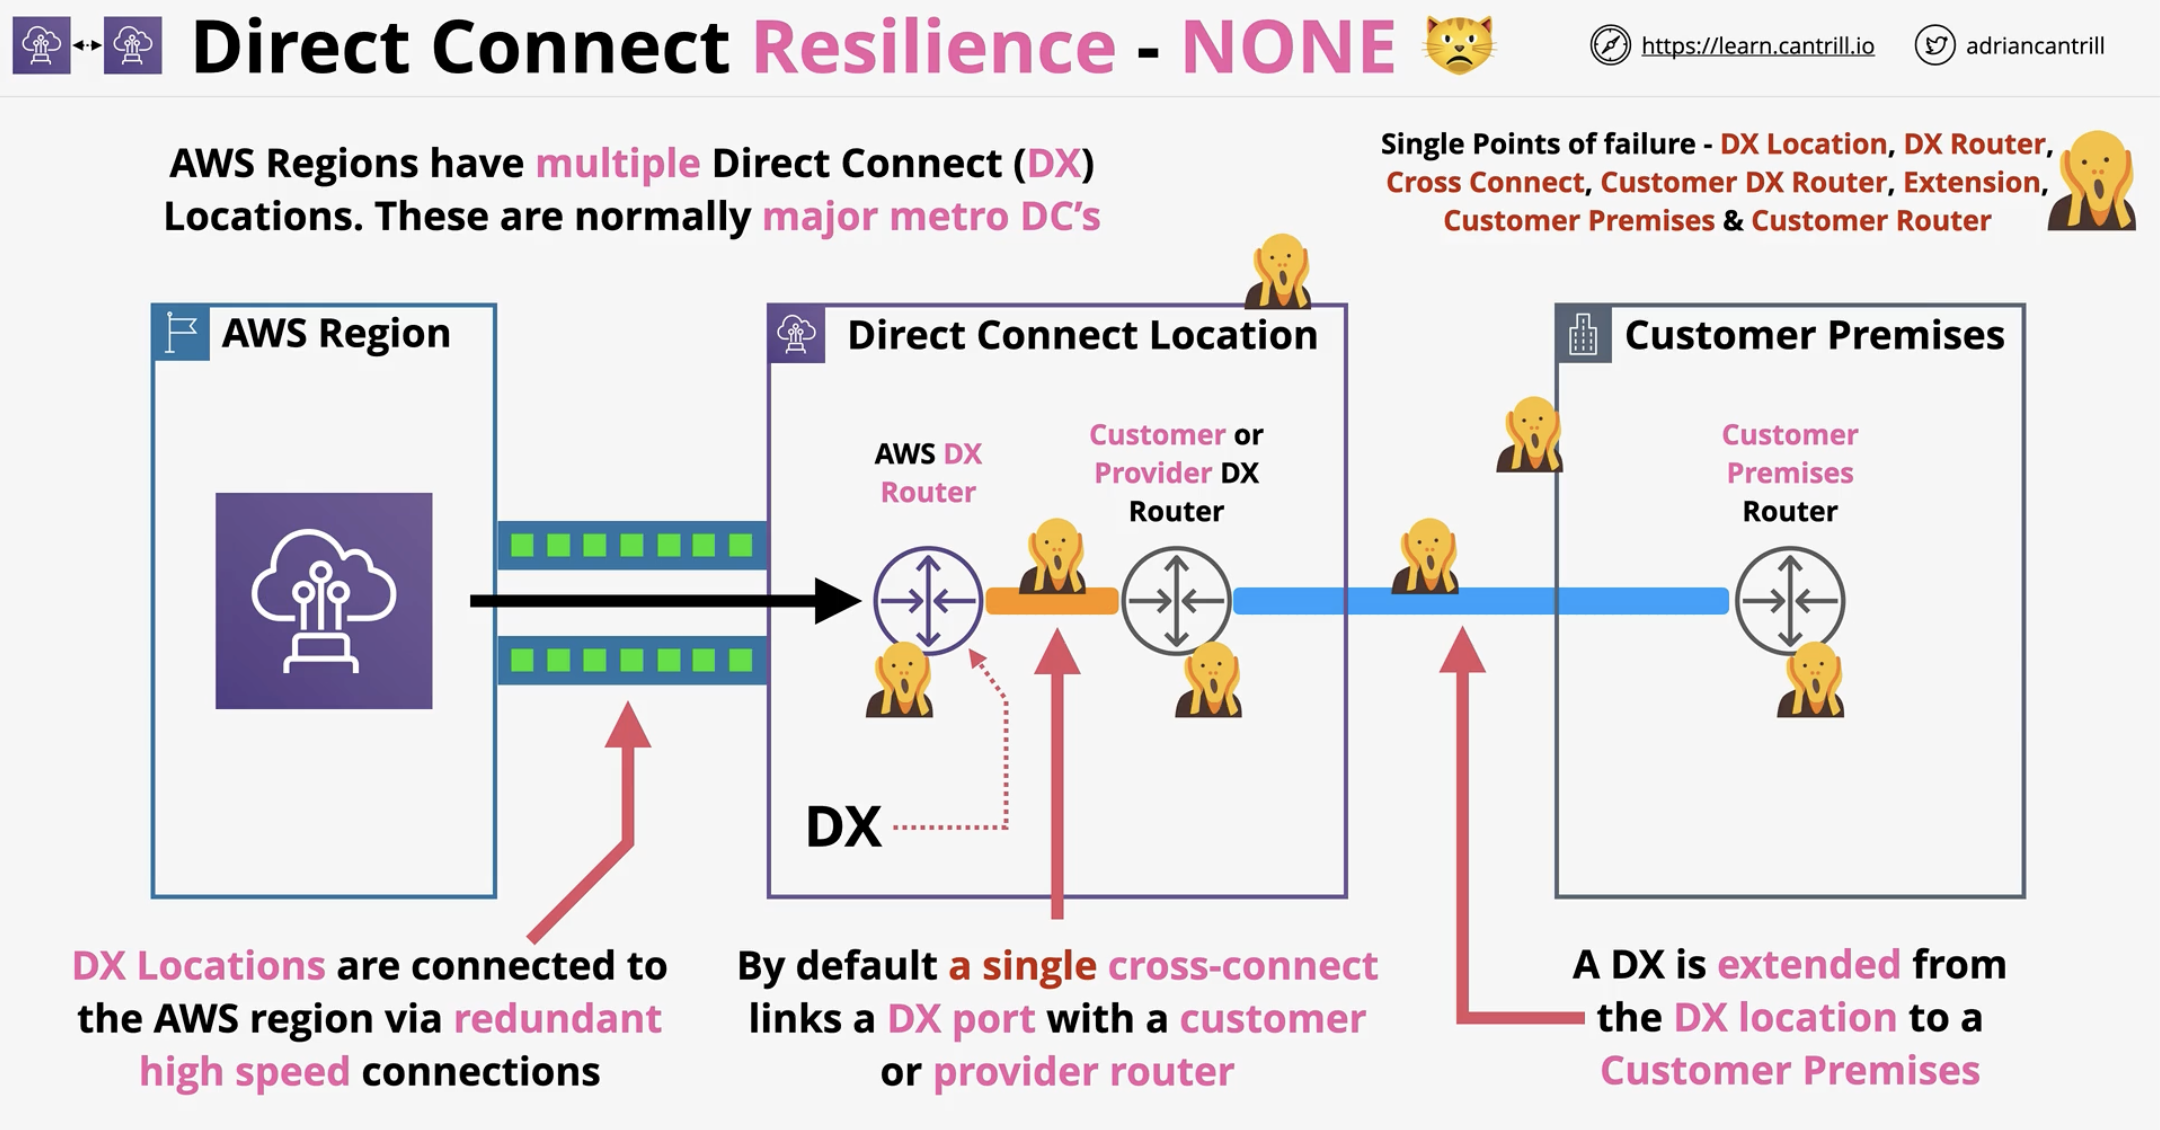 Direct Connect Resilience - NONE
https://learn.cantrill.io
adriancantrill
AWS Regions have multiple Direct Connect (DX)
Locations. These are normally major metro DC's
Single Points of failure - DX Location, DX Router,
Cross Connect, Customer DX Router, Extension,
Customer Premises & Customer Router
AWS Region
Direct Connect Location
AWS DX
Router
Customer or
Provider DX
Router
DX
Customer Premises
Customer
Premises
Router
DX Locations are connected to
the AWS region via redundant
high speed connections
By default a single cross-connect
links a DX port with a customer
or provider router
A DX is extended from
the DX location to a
Customer Premises